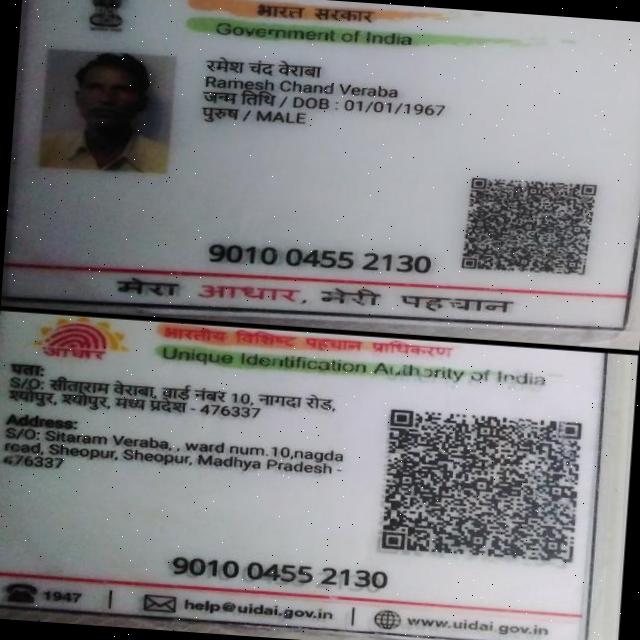 भारत सरकार
Government of India
रमेश चंद वेराबा
Ramesh Chand Veraba
जन्म तिथि / DOB : 01/01/1967
पुरुष / MALE
9010 0455 2130
मेरा आधार, मेरी पहचान
आधार
भारतीय विशिष्ट पहचान प्राधिकरण
Unique Identification Authority of India
पता:
S/O: सीताराम वेराबा, वार्ड नंबर 10, नागदा रोड,
श्योपुर, श्योपुर, मध्य प्रदेश - 476337
Address:
S/O: Sitaram Veraba, , ward num.10,nagda
road, Sheopur, Sheopur, Madhya Pradesh -
476337
9010 0455 2130
1947
help@uidai.gov.in
www.uidai.gov.in